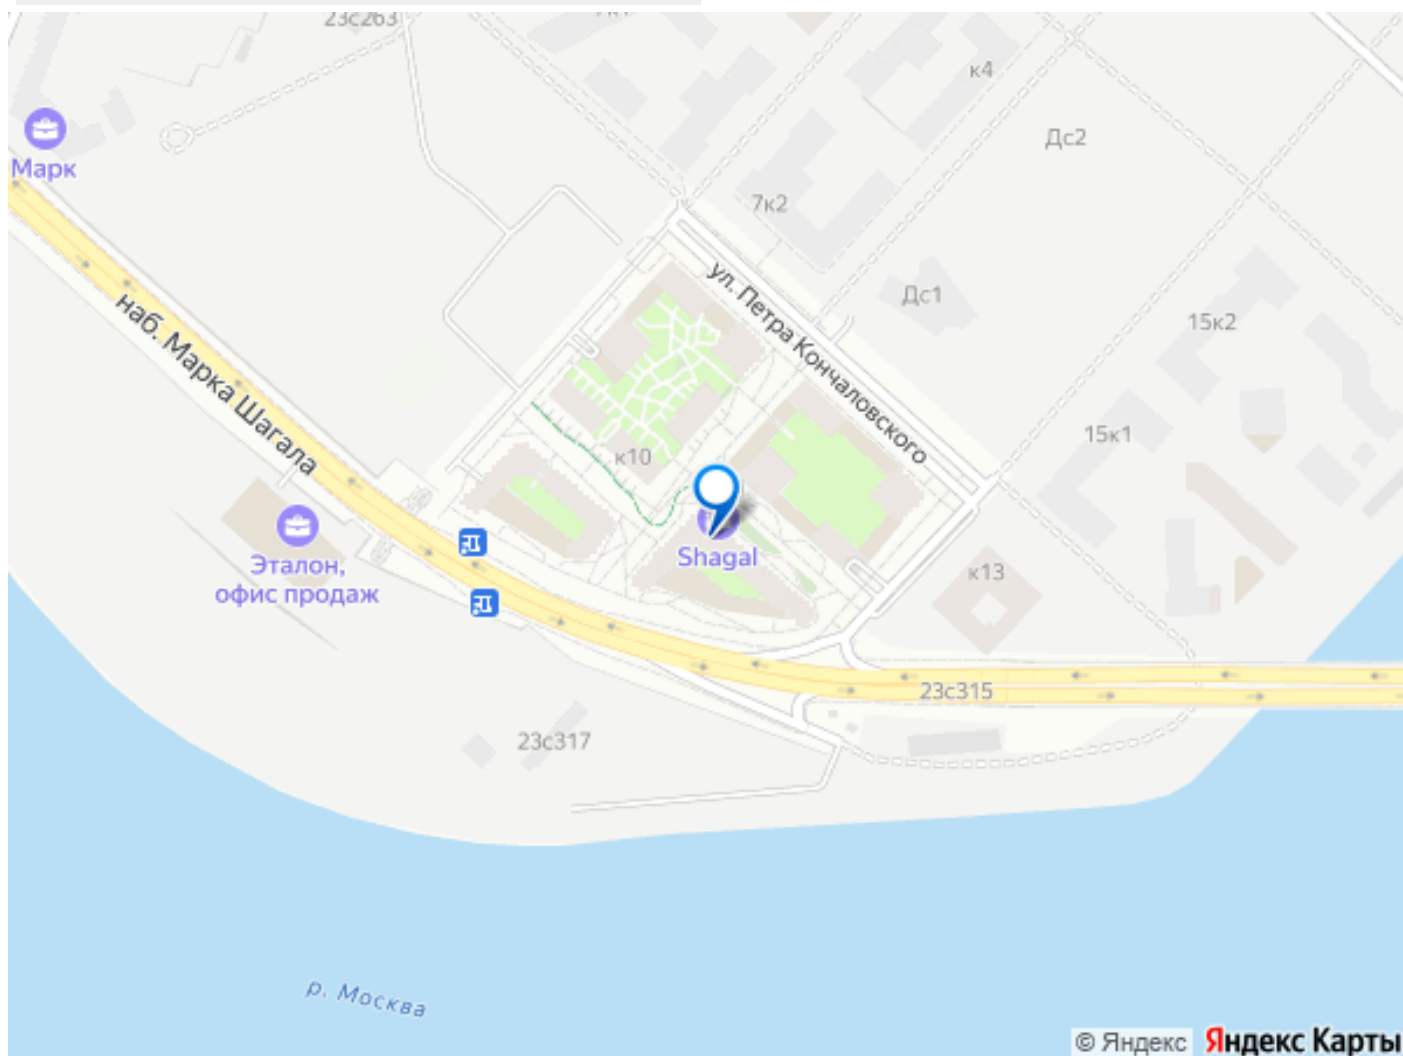 23с263
к4
Марк
Дс2
7к2
ул. Петра Кончаловского
Дс1
наб. Марка Шагала
15к2
15к1
к10
Shagal
Эталон,
офис продаж
к13
23с315
23с317
р. Москва
© Яндекс Яндекс Карты